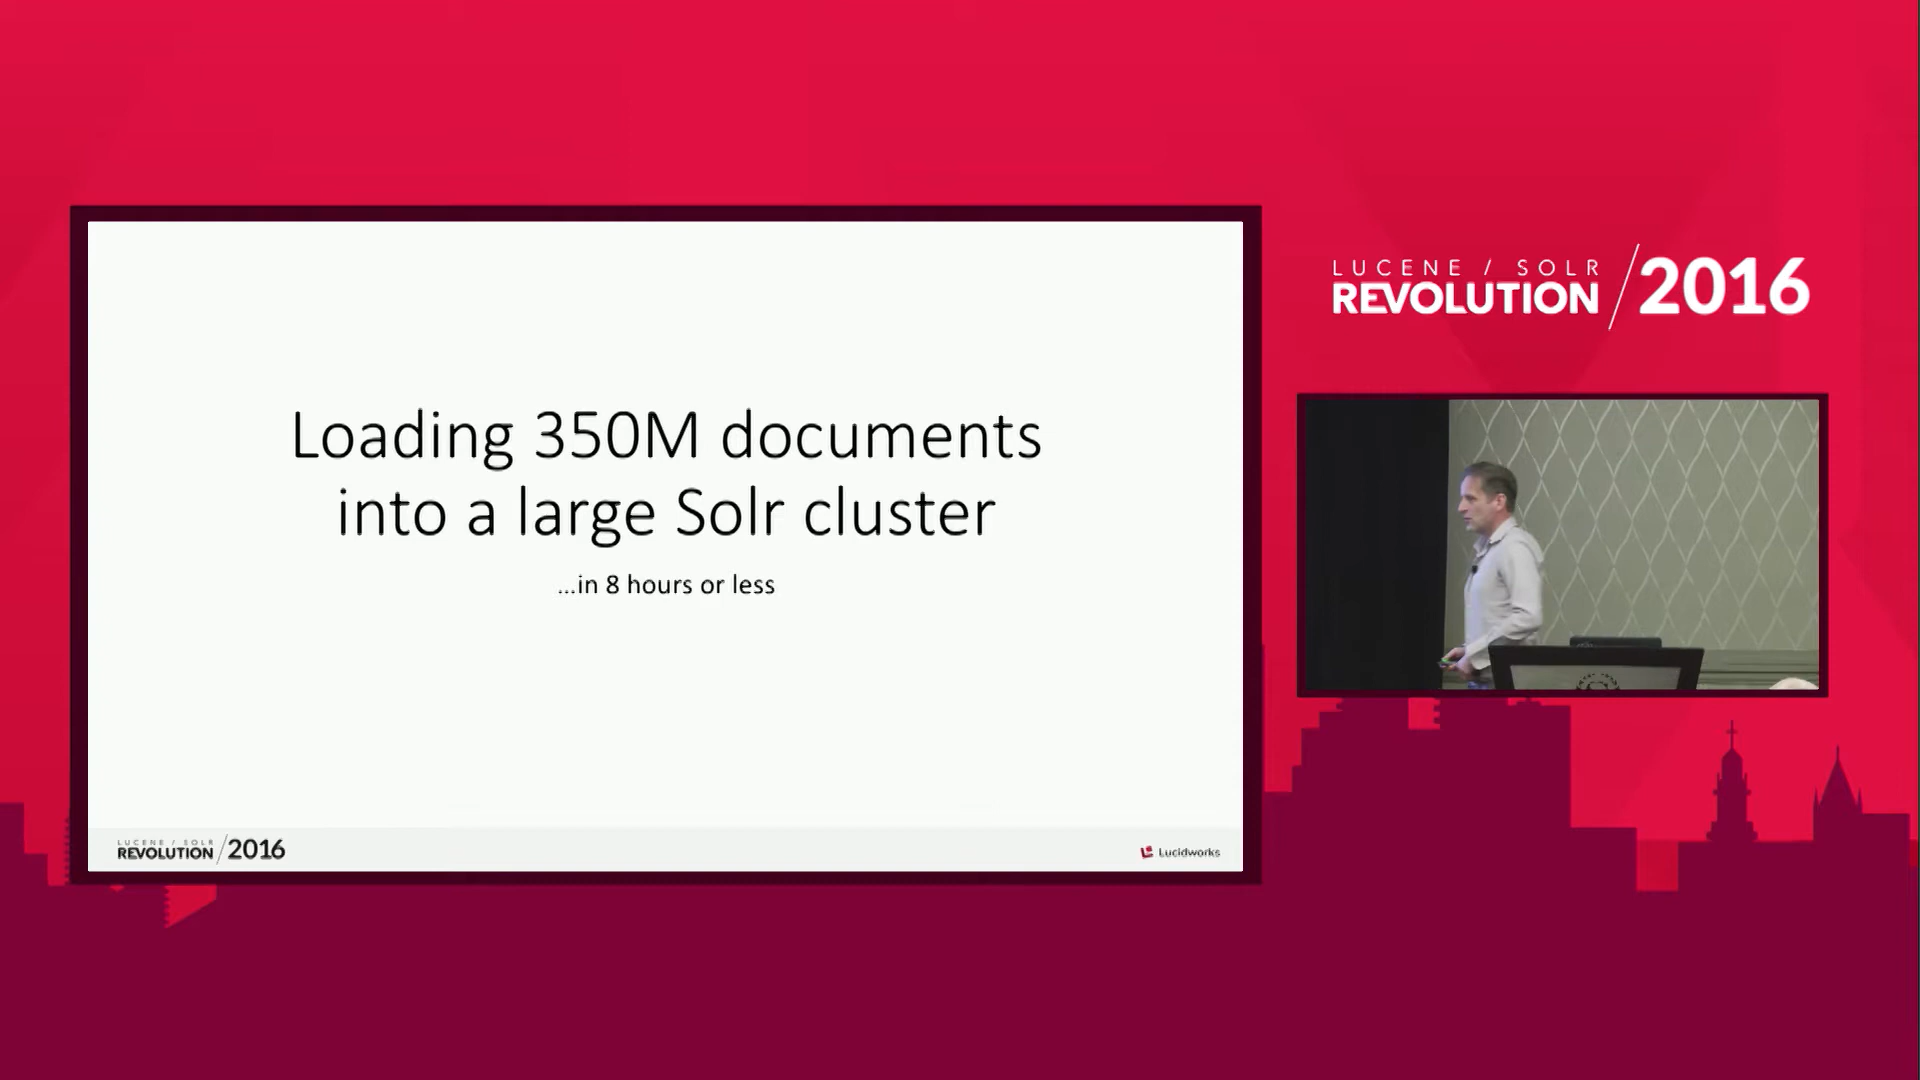 Loading 350M documents
into a large Solr cluster
...in 8 hours or less
LUCENE / SOLR
REVOLUTION / 2016
Lucidworks
LUCENE / SOLR
REVOLUTION / 2016